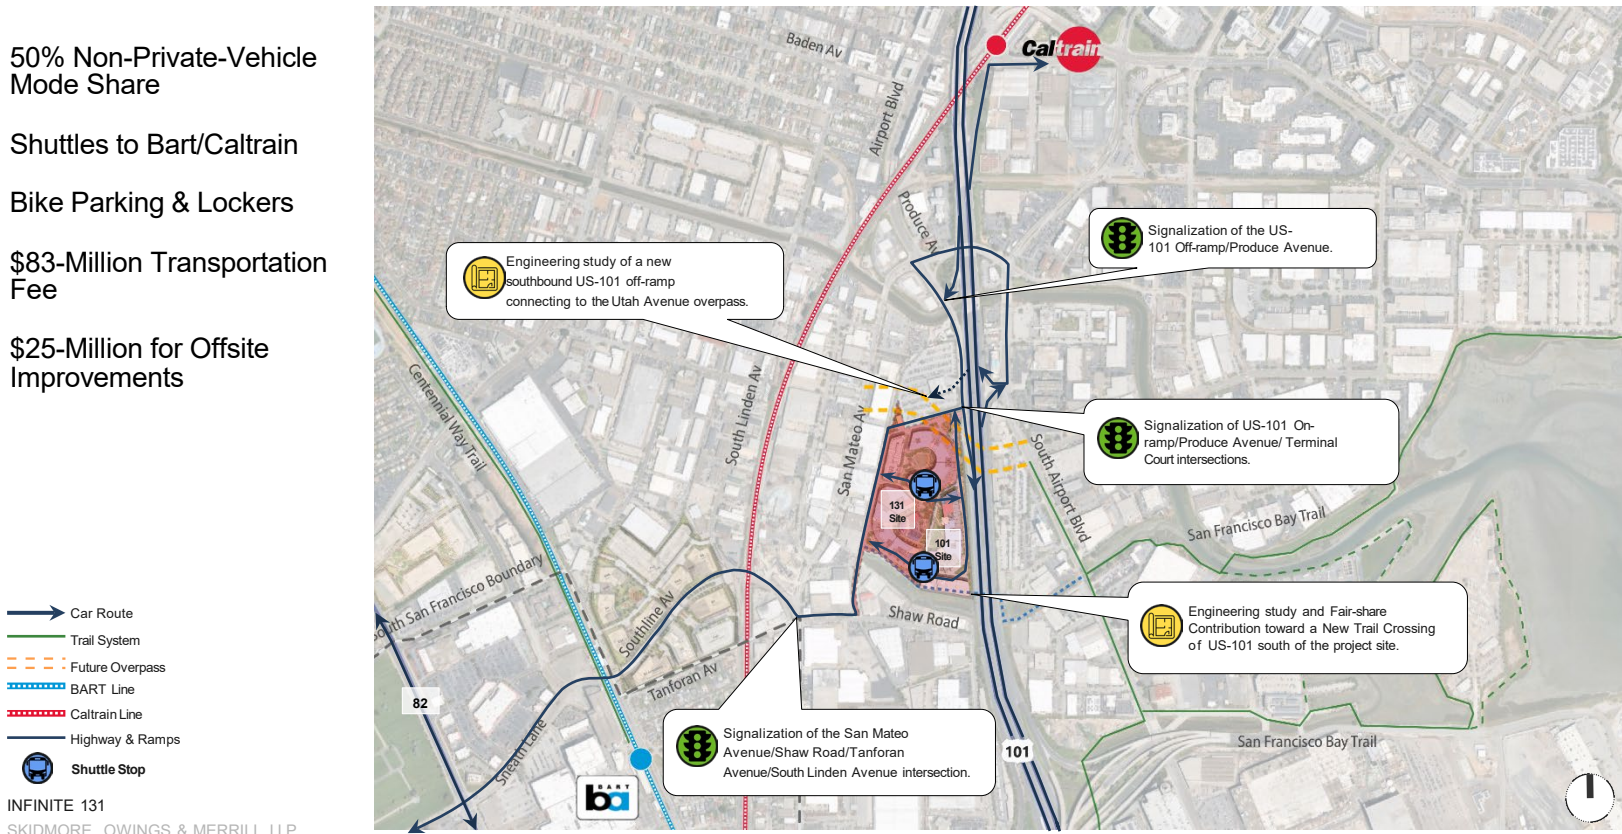 50% Non-Private-Vehicle
Mode Share
Shuttles to Bart/Caltrain
Bike Parking & Lockers
$83-Million Transportation
Fee
$25-Million for Offsite
Improvements
Car Route
Trail System
Future Overpass
BART Line
Caltrain Line
Highway & Ramps
Shuttle Stop
INFINITE 131
SKIDMORE, OWINGS & MERRILL LLP
Baden Av
Caltrain
Airport Blvd
Produce Av
Signalization of the US-
101 Off-ramp/Produce Avenue.
Engineering study of a new
southbound US-101 off-ramp
connecting to the Utah Avenue overpass.
Centennial Way Trail
South Linden Av
San Mateo Av
Signalization of US-101 On-
ramp/Produce Avenue/ Terminal
Court intersections.
South Airport Blvd
131
Site
101
Site
San Francisco Bay Trail
South San Francisco Boundary
Southline Av
Shaw Road
Engineering study and Fair-share
Contribution toward a New Trail Crossing
of US-101 south of the project site.
Tanforan Av
82
Sneath Lane
Signalization of the San Mateo
Avenue/Shaw Road/Tanforan
Avenue/South Linden Avenue intersection.
101
San Francisco Bay Trail
BART
ba